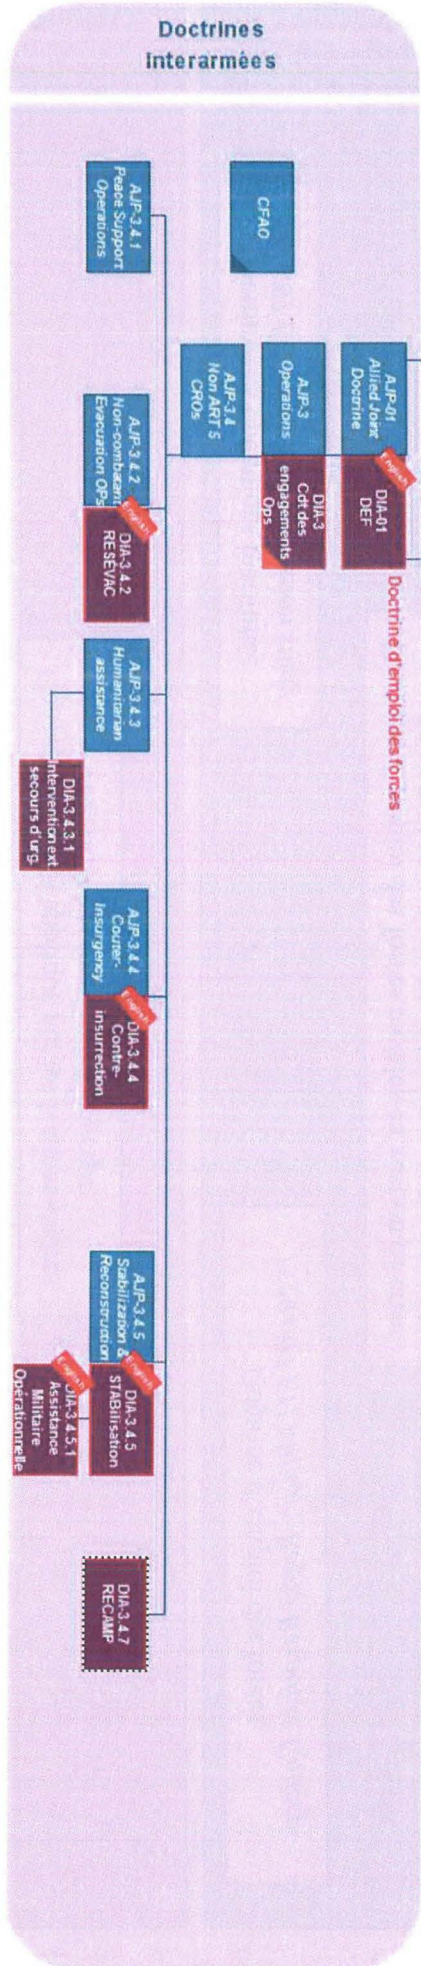 Doctrines
Interarmées
AJP-01
Allied Joint
Doctrine
English
DIA-01
DEF
Doctrine d'emploi des forces
CFAO
AJP-3
Operations
DIA-3
Cdt des
engagements
Ops
AJP-3.4
Non ART 5
CROs
AJP-3.4.1
Peace Support
Operations
AJP-3.4.2
Non-combatant
Evacuation OPs
English
DIA-3.4.2
RESEVAC
AJP-3.4.3
Humanitarian
assistance
DIA-3.4.3.1
Intervention ext
secours d'urg.
AJP-3.4.4
Couter-
Insurgency
English
DIA-3.4.4
Contre-
insurrection
AJP-3.4.5
Stabilization &
Reconstruction
English
DIA-3.4.5
STABilisation
English
DIA-3.4.5.1
Assistance
Militaire
Opérationnelle
DIA-3.4.7
RECAMP